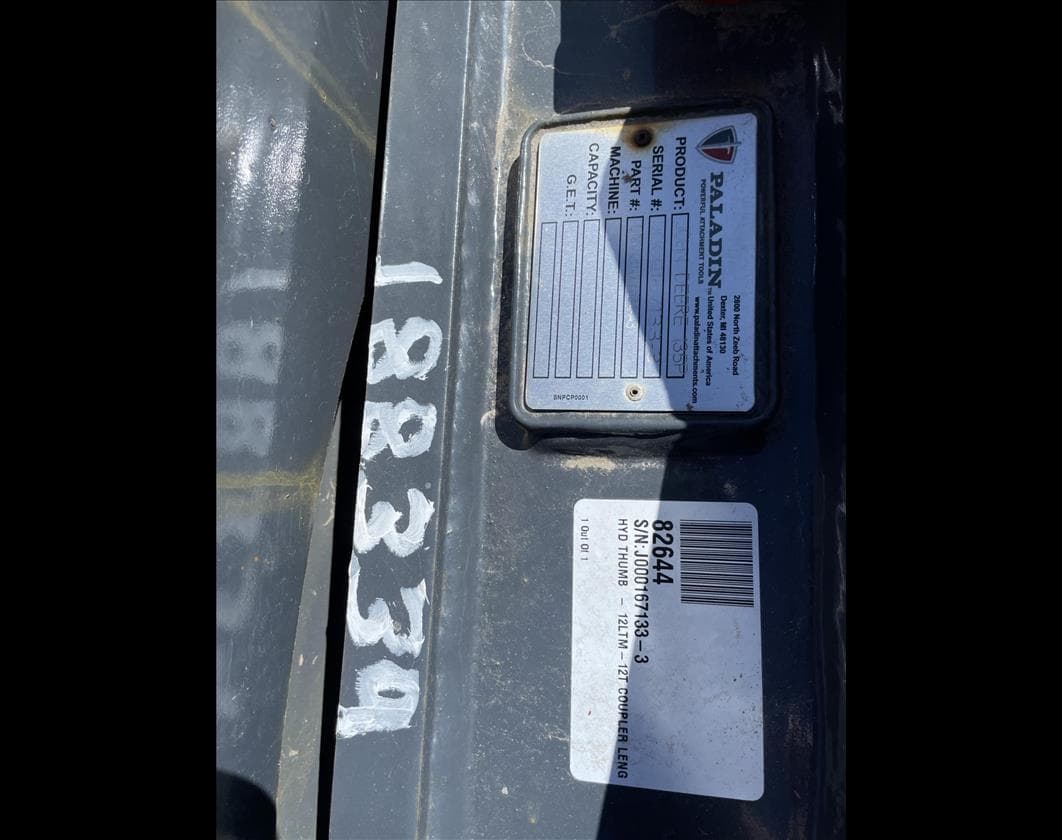 PALADIN
POWERFUL ATTACHMENT TOOLS
2800 North Zeeb Road
Dexter, MI 48130
United States of America
www.paladinattachments.com
PRODUCT: DEERE 35P
SERIAL #:
PART #:
MACHINE:
CAPACITY:
G.E.T.:
SNPCP0001
82644
S/N:J000167133-3
HYD THUMB - 12LTM-12T COUPLER LENG
1 Out Of 1
188339